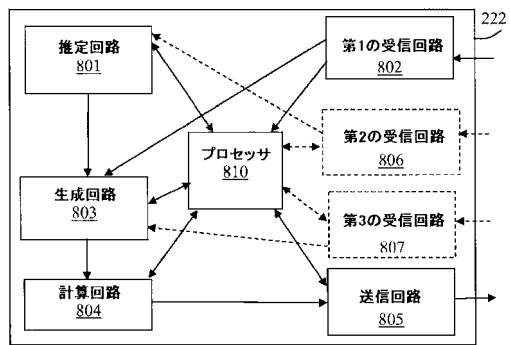 222
推定回路
801
第1の受信回路
802
第2の受信回路
806
プロセッサ
810
生成回路
803
第3の受信回路
807
計算回路
804
送信回路
805